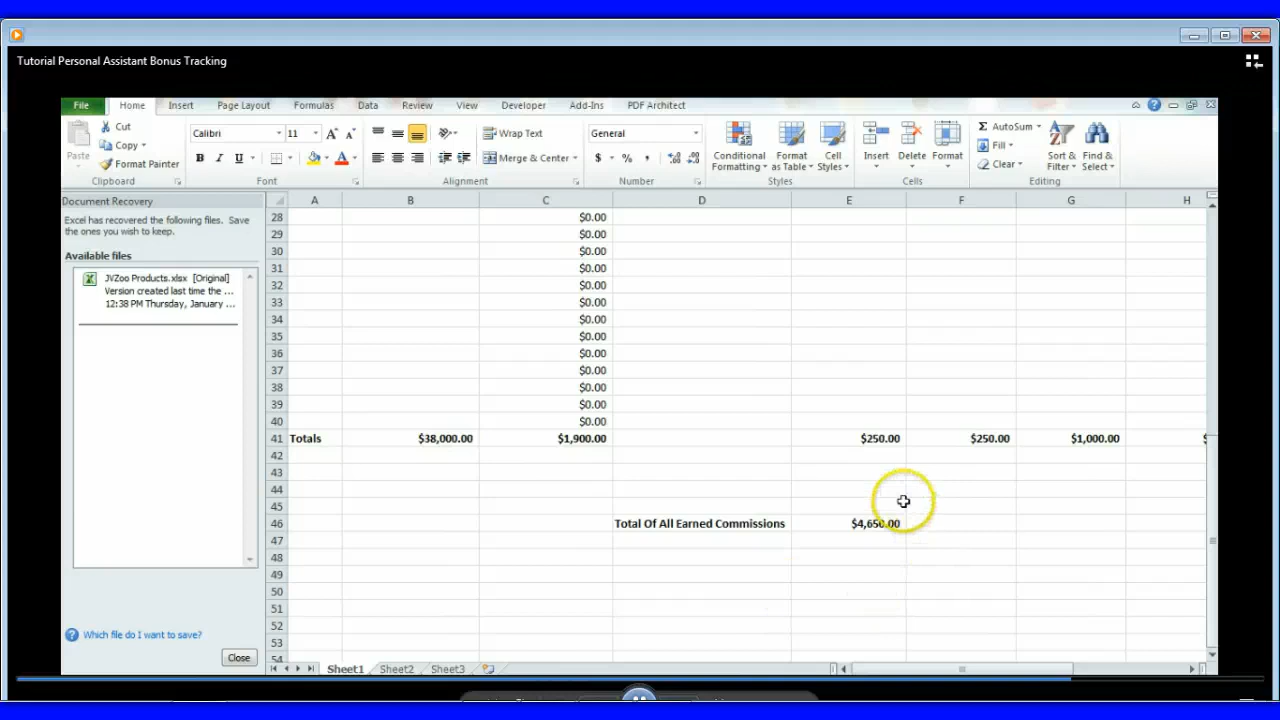 Tutorial Personal Assistant Bonus Tracking
File Home Insert Page Layout Formulas Data Review View Developer Add-Ins PDF Architect
Cut
Copy
Format Painter
Paste
Clipboard
Calibri 11
B I U
Font
Wrap Text
Merge & Center
Alignment
General
$ % ,
Number
Conditional Formatting
Format as Table
Cell Styles
Styles
Insert
Delete
Format
Cells
Σ AutoSum
Fill
Clear
Sort & Filter
Find & Select
Editing
Document Recovery
Excel has recovered the following files. Save
the ones you wish to keep.
Available files
JVZoo Products.xlsx [Original]
Version created last time the ...
12:38 PM Thursday, January ...
Which file do I want to save?
Close
A B C D E F G H
28 $0.00
29 $0.00
30 $0.00
31 $0.00
32 $0.00
33 $0.00
34 $0.00
35 $0.00
36 $0.00
37 $0.00
38 $0.00
39 $0.00
40 $0.00
41 Totals $38,000.00 $1,900.00 $250.00 $250.00 $1,000.00
42
43
44
45
46 Total Of All Earned Commissions $4,650.00
47
48
49
50
51
52
53
54
Sheet1 Sheet2 Sheet3